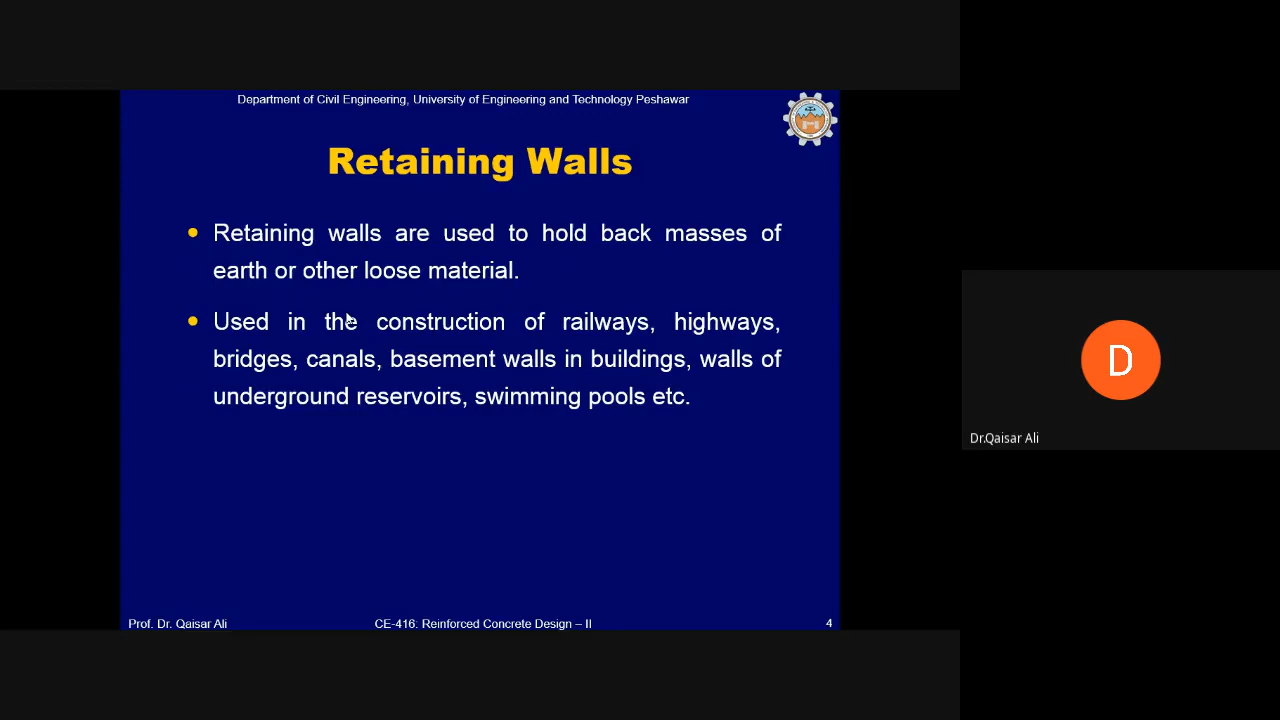 Department of Civil Engineering, University of Engineering and Technology Peshawar
Retaining Walls
• Retaining walls are used to hold back masses of
earth or other loose material.
• Used in the construction of railways, highways,
bridges, canals, basement walls in buildings, walls of
underground reservoirs, swimming pools etc.
D
Dr.Qaisar Ali
Prof. Dr. Qaisar Ali
CE-416: Reinforced Concrete Design – II
4